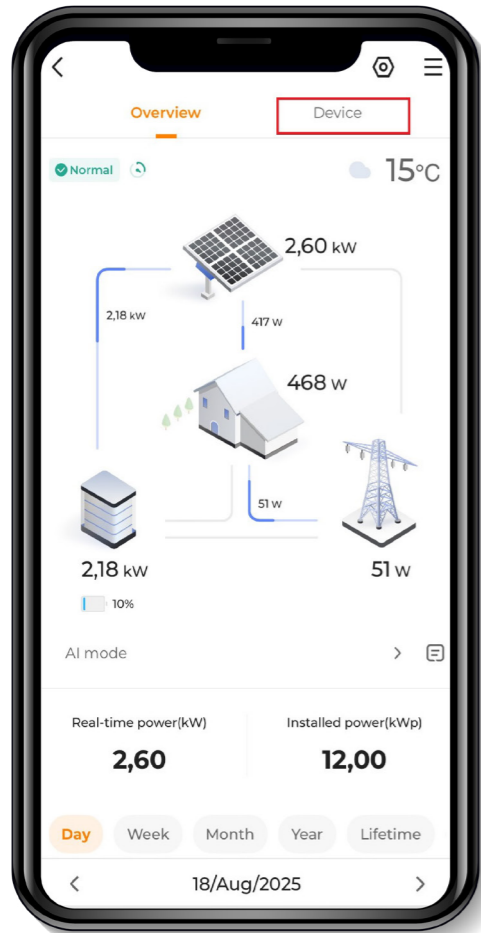 Overview Device
Normal 15°C
2,60 kW
2,18 kW 417 W
468 W
51 W
2,18 kW 51 W
10%
AI mode
Real-time power(kW) Installed power(kWp)
2,60 12,00
Day Week Month Year Lifetime
18/Aug/2025